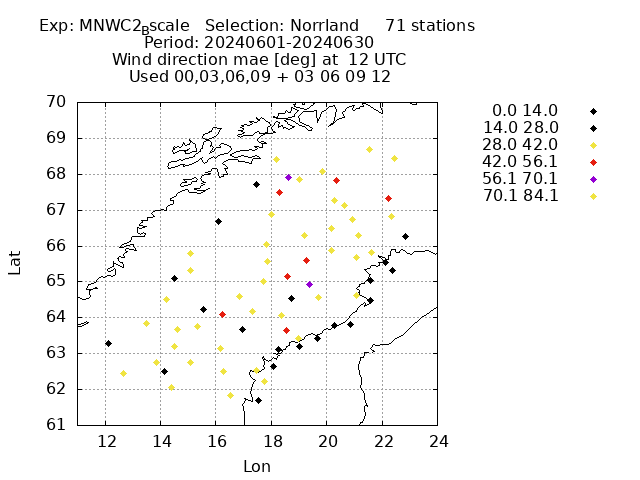 Exp: MNWC2Bscale Selection: Norrland 71 stations
Period: 20240601-20240630
Wind direction mae [deg] at 12 UTC
Used 00,03,06,09 + 03 06 09 12
70
69
68
67
66
65
64
63
62
61
Lat
12 14 16 18 20 22 24
Lon
0.0 14.0
14.0 28.0
28.0 42.0
42.0 56.1
56.1 70.1
70.1 84.1